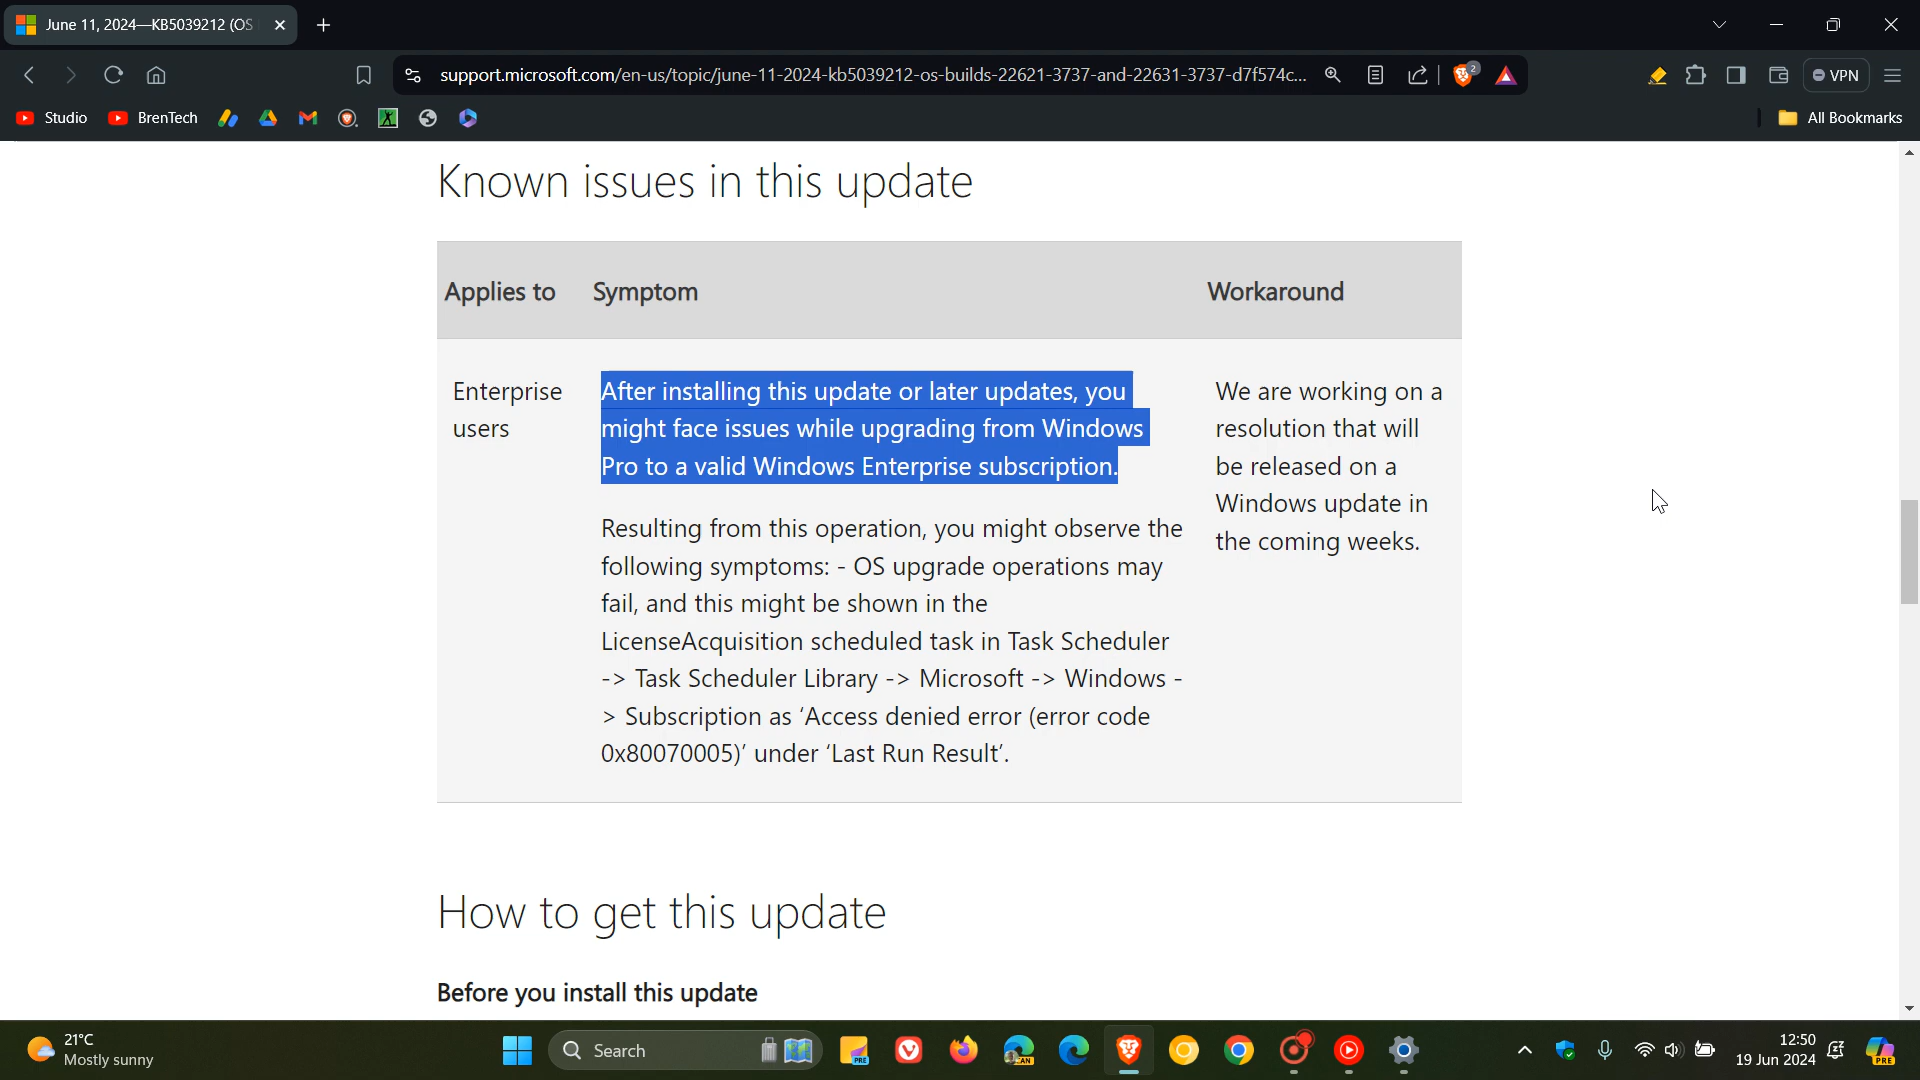 June 11, 2024—KB5039212 (OS
support.microsoft.com/en-us/topic/june-11-2024-kb5039212-os-builds-22621-3737-and-22631-3737-d7f574c...
2
VPN
Studio
BrenTech
All Bookmarks
Known issues in this update
Applies to
Symptom
Workaround
Enterprise
users
After installing this update or later updates, you
might face issues while upgrading from Windows
Pro to a valid Windows Enterprise subscription.
Resulting from this operation, you might observe the
following symptoms: - OS upgrade operations may
fail, and this might be shown in the
LicenseAcquisition scheduled task in Task Scheduler
-> Task Scheduler Library -> Microsoft -> Windows -
> Subscription as ‘Access denied error (error code
0x80070005)’ under ‘Last Run Result’.
We are working on a
resolution that will
be released on a
Windows update in
the coming weeks.
How to get this update
Before you install this update
21°C
Mostly sunny
Search
PRE
CAN
12:50
19 Jun 2024
PRE